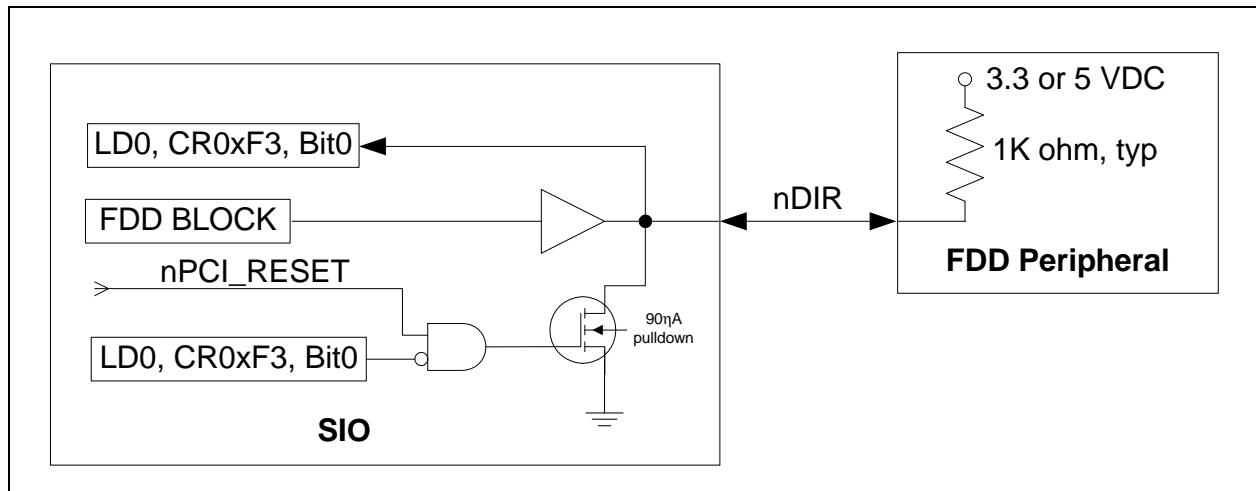 3.3 or 5 VDC
LD0, CR0xF3, Bit0
1K ohm, typ
nDIR
FDD BLOCK
FDD Peripheral
nPCI_RESET
90ηA
pulldown
LD0, CR0xF3, Bit0
SIO